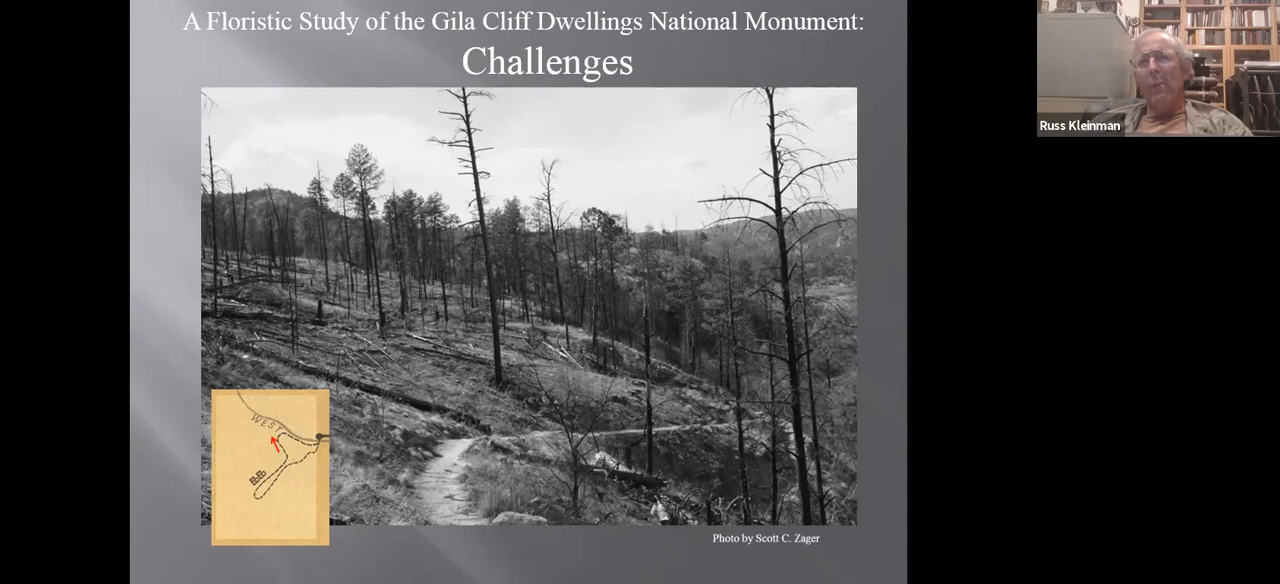 A Floristic Study of the Gila Cliff Dwellings National Monument:
Challenges
Russ Kleinman
WEST
Photo by Scott C. Zager